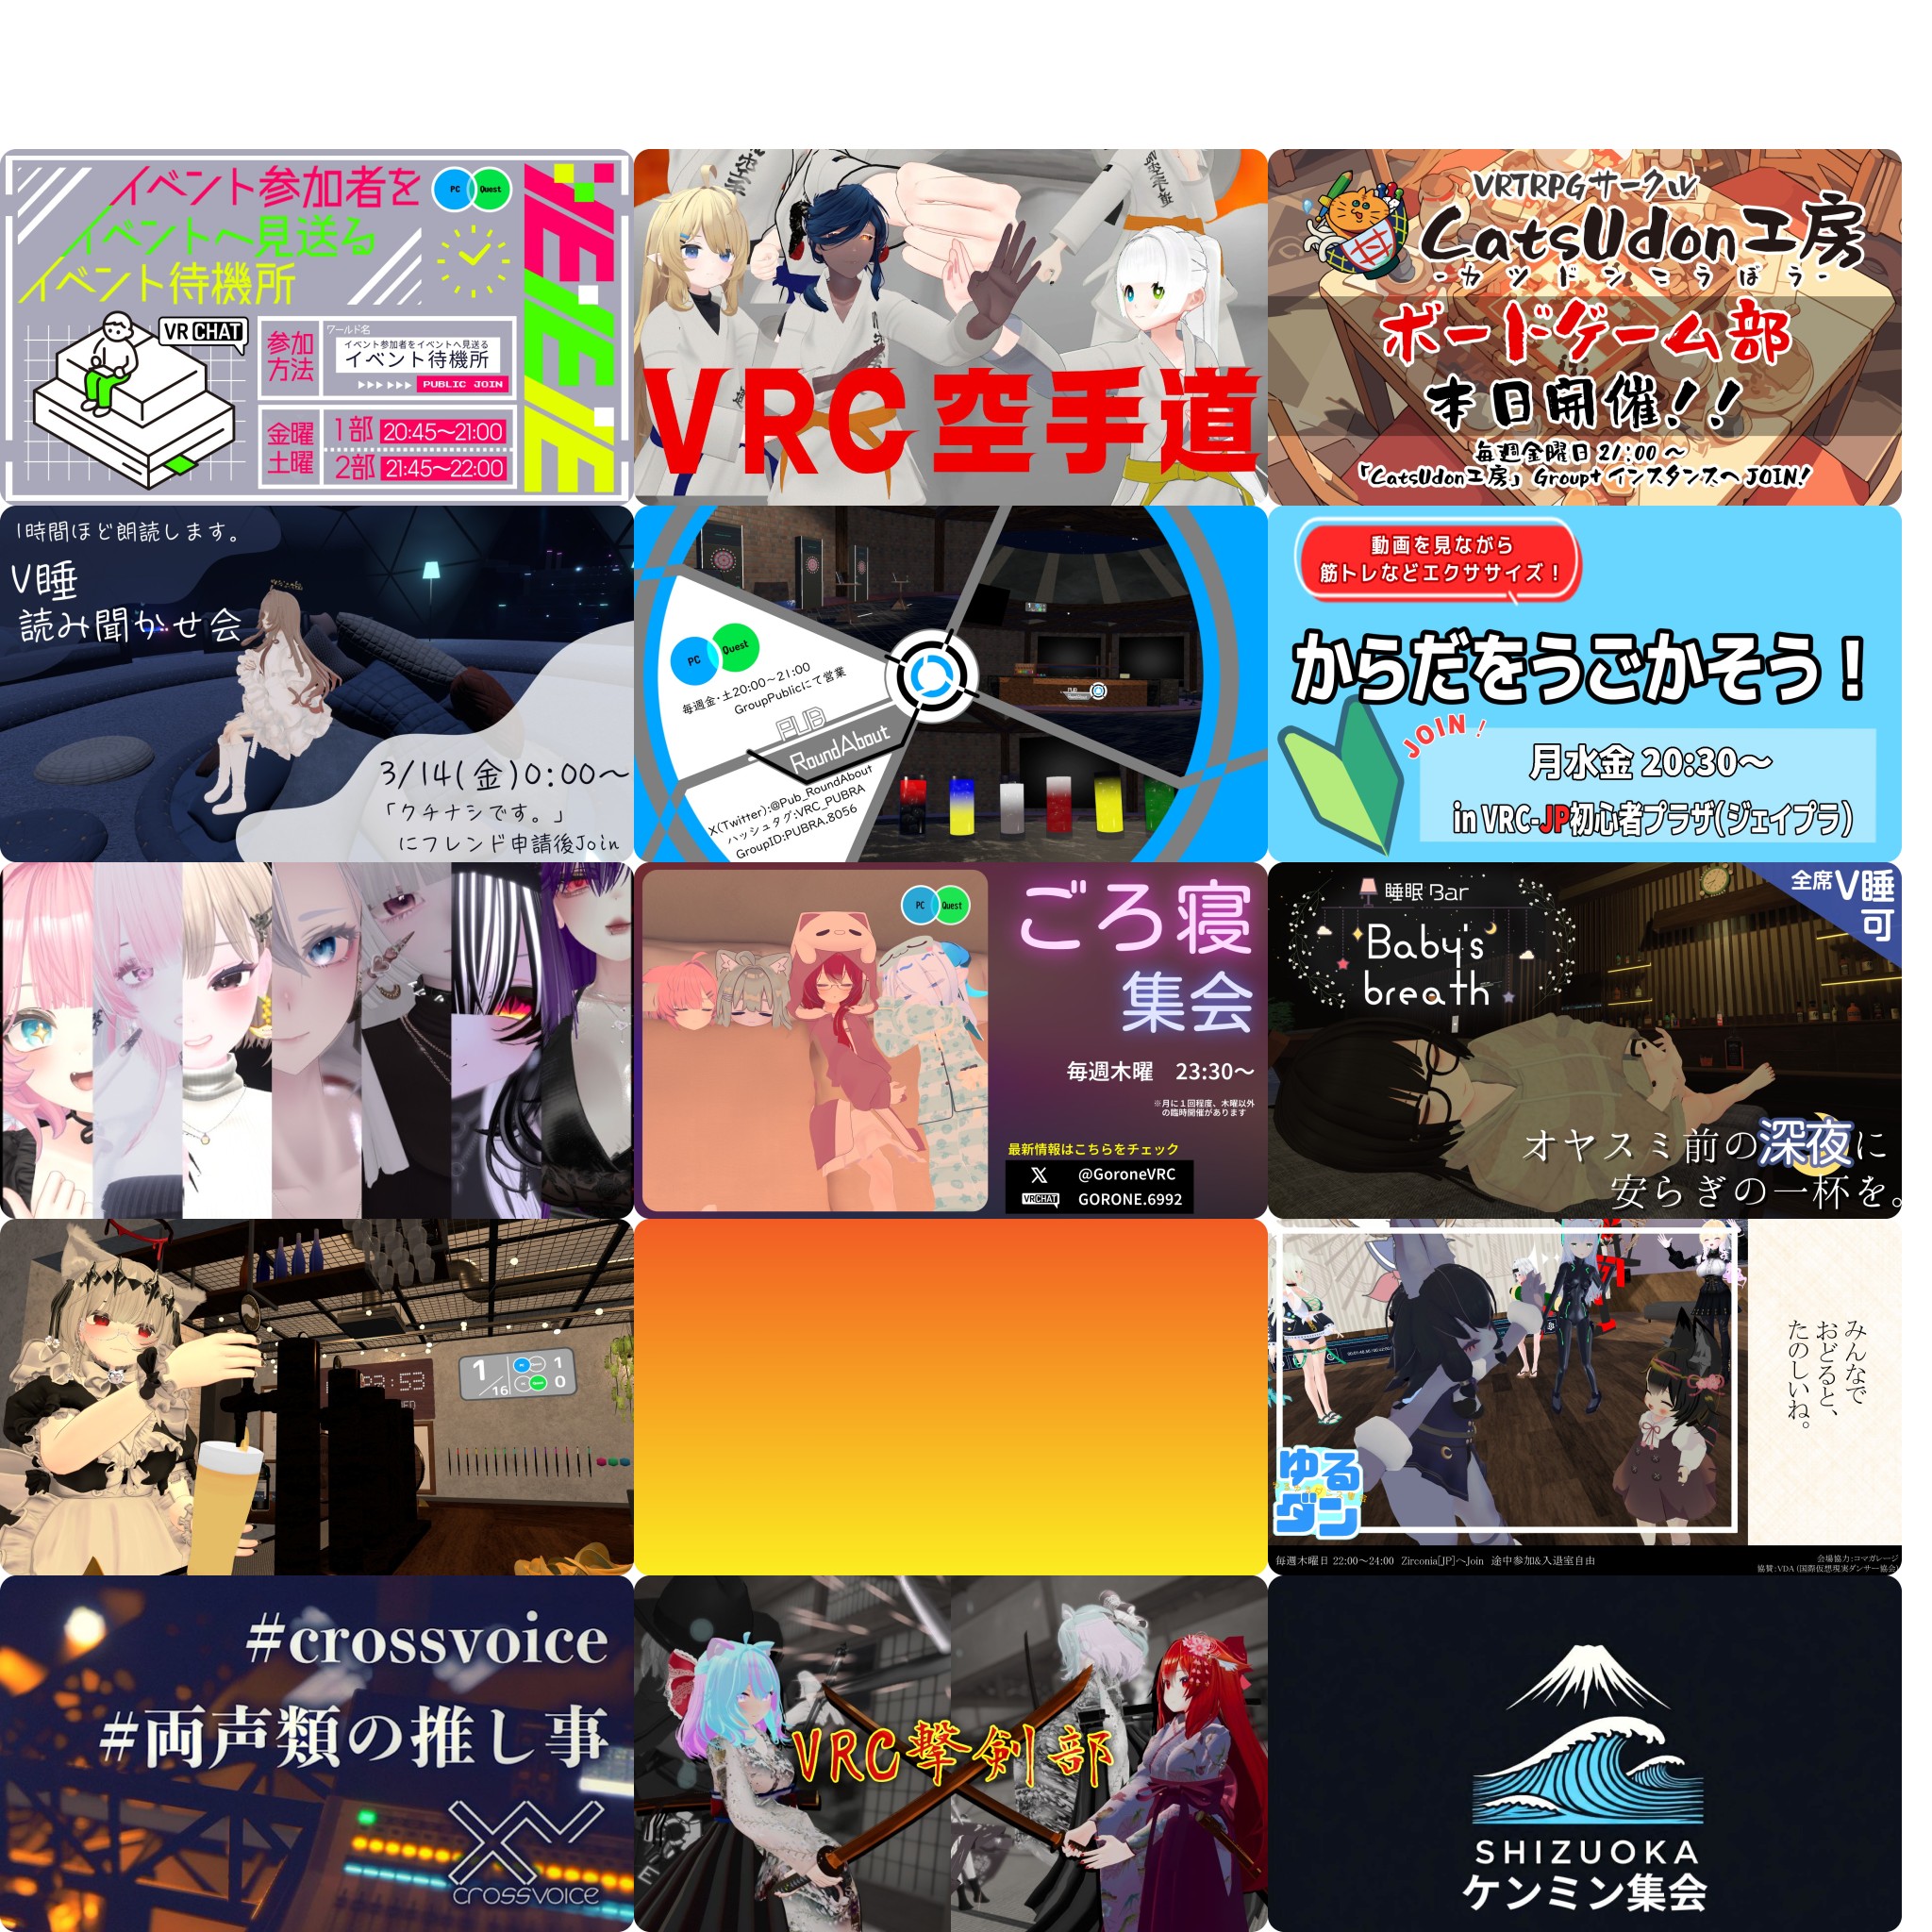 イベント参加者を
イベントへ見送る
イベント待機所
PC Quest
VRCHAT
参加
方法
ワールド名
イベント参加者をイベントへ見送る
イベント待機所
PUBLIC JOIN
金曜
土曜
1部 20:45〜21:00
2部 21:45〜22:00
VRC空手道
VRTRPGサークル
CatsUdon工房
-カツドンこうぼう-
ボードゲーム部
本日開催!!
毎週金曜日 21:00 〜
「CatsUdon工房」 Group+インスタンスへ JOIN!
1時間ほど朗読します。
V睡
読み聞かせ会
3/14(金)0:00〜
「クチナシです。」
にフレンド申請後Join
PC Quest
毎週金・土20:00〜21:00
GroupPublicにて営業
PUB
RoundAbout
X(Twitter):@Pub_RoundAbout
ハッシュタグ:VRC_PUBRA
GroupID:PUBRA.8056
動画を見ながら
筋トレなどエクササイズ！
からだをうごかそう！
JOIN！
月水金 20:30〜
in VRC-JP初心者プラザ(ジェイプラ)
PC Quest
ごろ寝
集会
毎週木曜 23:30〜
※月に1回程度、木曜以外
の臨時開催があります
最新情報はこちらをチェック
X @GoroneVRC
VRCHAT GORONE.6992
睡眠 Bar
Baby's
breath
全席V睡
可
オヤスミ前の深夜に
安らぎの一杯を。
1/16
1
0
みんなで
おどると、
たのしいね。
ゆる
ダン
毎週木曜日 22:00〜24:00 Zirconia[JP]へJoin 途中参加&入退室自由
会場協力:コマガレージ
協賛:VDA (国際仮想現実ダンサー協会)
#crossvoice
#両声類の推し事
crossvoice
VRC撃剣部
SHIZUOKA
ケンミン集会